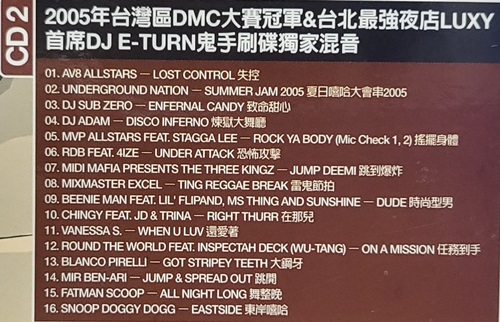 CD 2
2005年台灣區DMC大賽冠軍&台北最強夜店LUXY
首席DJ E-TURN鬼手刷碟獨家混音
01. AV8 ALLSTARS — LOST CONTROL 失控
02. UNDERGROUND NATION — SUMMER JAM 2005 夏日嘻哈大會串2005
03. DJ SUB ZERO — ENFERNAL CANDY 致命甜心
04. DJ ADAM — DISCO INFERNO 煉獄大舞廳
05. MVP ALLSTARS FEAT. STAGGA LEE — ROCK YA BODY (Mic Check 1, 2) 搖擺身體
06. RDB FEAT. 4IZE — UNDER ATTACK 恐怖攻擊
07. MIDI MAFIA PRESENTS THE THREE KINGZ — JUMP DEEMI 跳到爆炸
08. MIXMASTER EXCEL — TING REGGAE BREAK 雷鬼節拍
09. BEENIE MAN FEAT. LIL' FLIPAND, MS THING AND SUNSHINE — DUDE 時尚型男
10. CHINGY FEAT. JD & TRINA — RIGHT THURR 在那兒
11. VANESSA S. — WHEN U LUV 還愛著
12. ROUND THE WORLD FEAT. INSPECTAH DECK (WU-TANG) — ON A MISSION 任務到手
13. BLANCO PIRELLI — GOT STRIPEY TEETH 大鋼牙
14. MIR BEN-ARI — JUMP & SPREAD OUT 跳開
15. FATMAN SCOOP — ALL NIGHT LONG 舞整晚
16. SNOOP DOGGY DOGG — EASTSIDE 東岸嘻哈